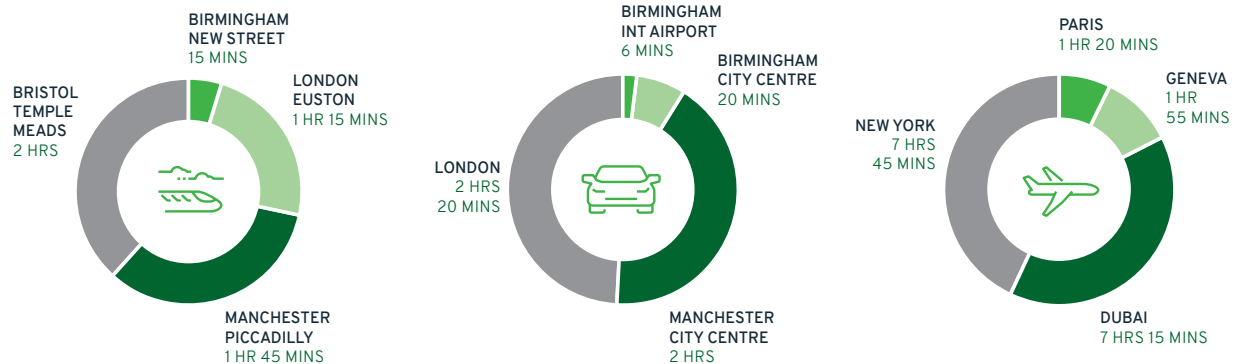 BIRMINGHAM
NEW STREET
15 MINS
LONDON
EUSTON
1 HR 15 MINS
BRISTOL
TEMPLE
MEADS
2 HRS
MANCHESTER
PICCADILLY
1 HR 45 MINS
BIRMINGHAM
INT AIRPORT
6 MINS
BIRMINGHAM
CITY CENTRE
20 MINS
LONDON
2 HRS
20 MINS
MANCHESTER
CITY CENTRE
2 HRS
PARIS
1 HR 20 MINS
GENEVA
1 HR
55 MINS
NEW YORK
7 HRS
45 MINS
DUBAI
7 HRS 15 MINS